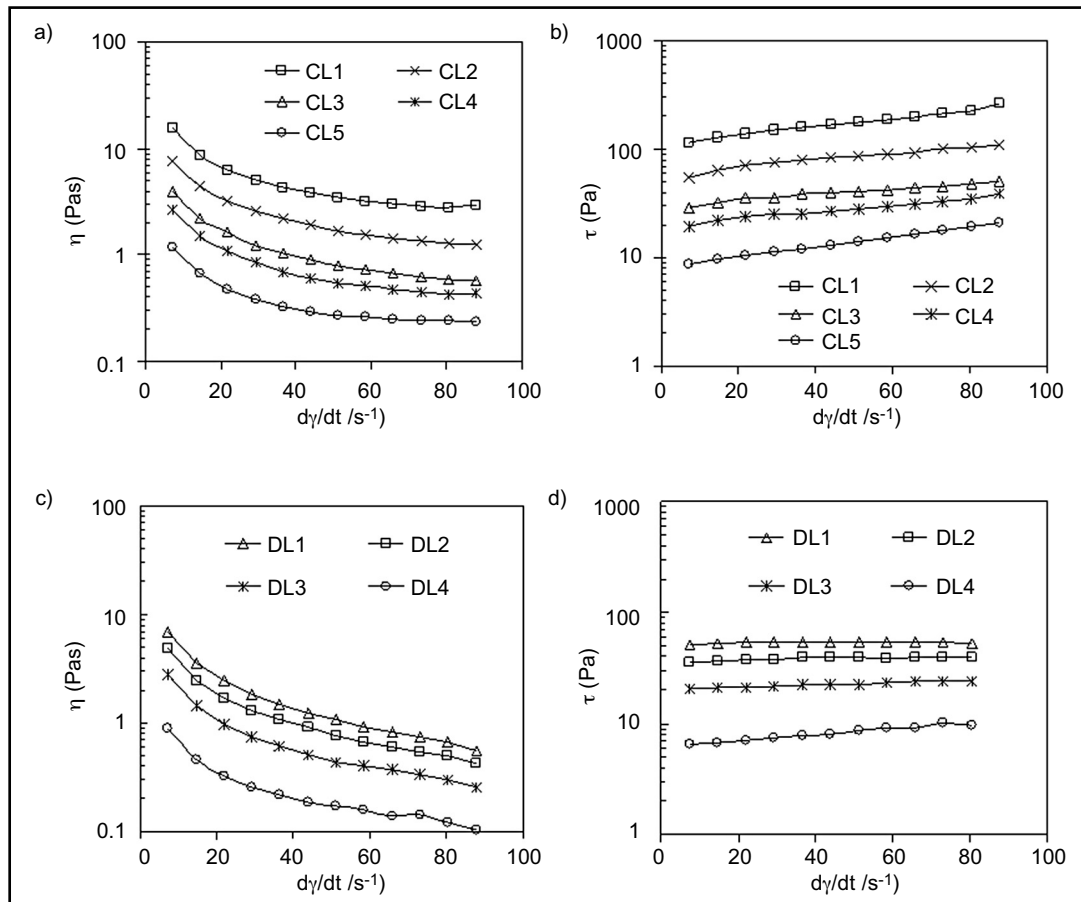 a)
100
10
1
0.1
η (Pas)
CL1 CL2
CL3 CL4
CL5
0 20 40 60 80 100
dγ/dt /s-1)
b)
1000
100
10
1
τ (Pa)
CL1 CL2
CL3 CL4
CL5
0 20 40 60 80 100
dγ/dt /s-1)
c)
100
10
1
0.1
η (Pas)
DL1 DL2
DL3 DL4
0 20 40 60 80 100
dγ/dt /s-1)
d)
1000
100
10
1
τ (Pa)
DL1 DL2
DL3 DL4
0 20 40 60 80 100
dγ/dt /s-1)